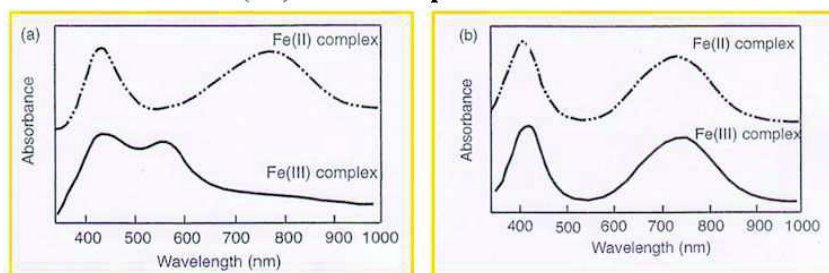 (a)
Fe(II) complex
Absorbance
Fe(III) complex
400 500 600 700 800 900 1000
Wavelength (nm)
(b)
Fe(II) complex
Absorbance
Fe(III) complex
400 500 600 700 800 900 1000
Wavelength (nm)